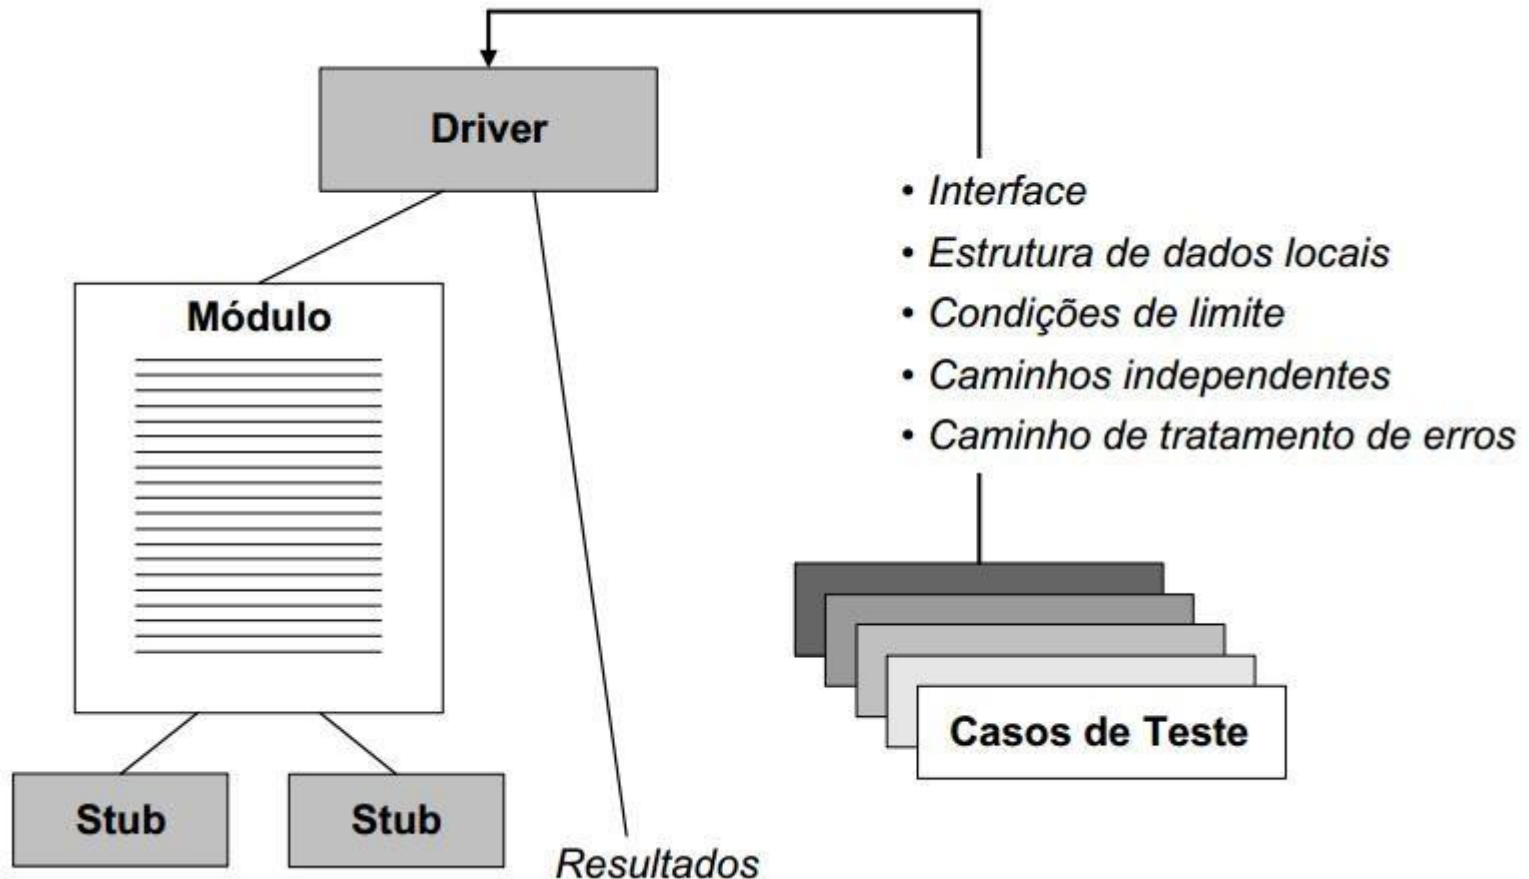 Driver
• Interface
• Estrutura de dados locais
• Condições de limite
• Caminhos independentes
• Caminho de tratamento de erros
Módulo
Casos de Teste
Stub
Stub
Resultados